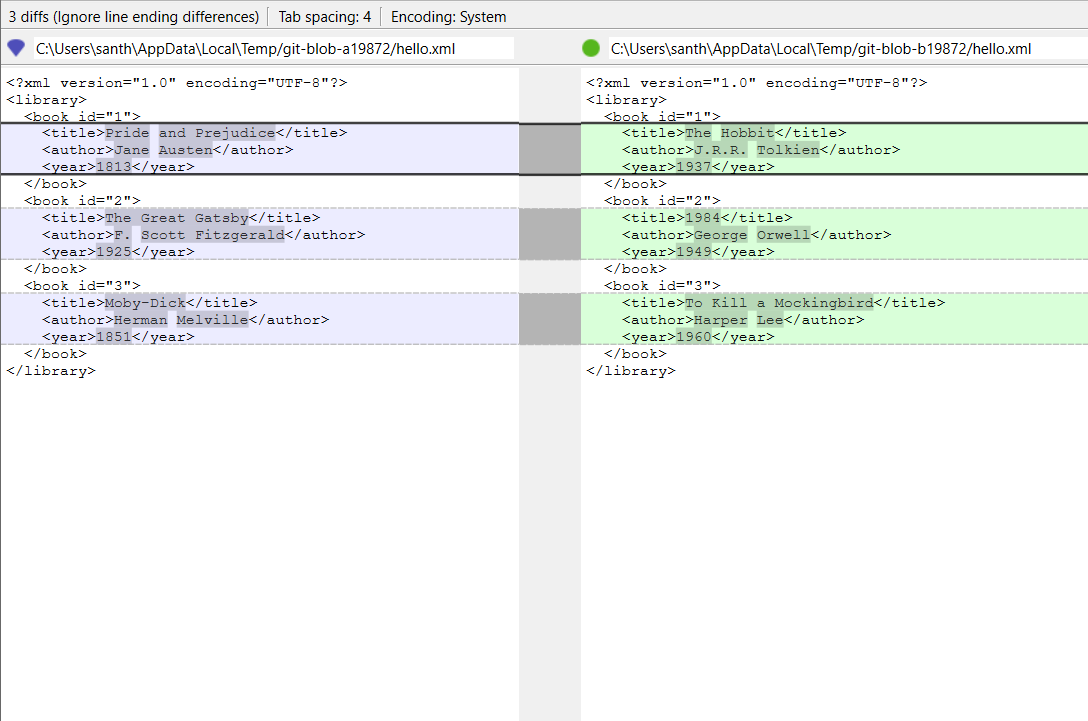 3 diffs (Ignore line ending differences) Tab spacing: 4 Encoding: System
C:\Users\santh\AppData\Local\Temp/git-blob-a19872/hello.xml
<?xml version="1.0" encoding="UTF-8"?>
<library>
  <book id="1">
    <title>Pride and Prejudice</title>
    <author>Jane Austen</author>
    <year>1813</year>
  </book>
  <book id="2">
    <title>The Great Gatsby</title>
    <author>F. Scott Fitzgerald</author>
    <year>1925</year>
  </book>
  <book id="3">
    <title>Moby-Dick</title>
    <author>Herman Melville</author>
    <year>1851</year>
  </book>
</library>
C:\Users\santh\AppData\Local\Temp/git-blob-b19872/hello.xml
<?xml version="1.0" encoding="UTF-8"?>
<library>
  <book id="1">
    <title>The Hobbit</title>
    <author>J.R.R. Tolkien</author>
    <year>1937</year>
  </book>
  <book id="2">
    <title>1984</title>
    <author>George Orwell</author>
    <year>1949</year>
  </book>
  <book id="3">
    <title>To Kill a Mockingbird</title>
    <author>Harper Lee</author>
    <year>1960</year>
  </book>
</library>